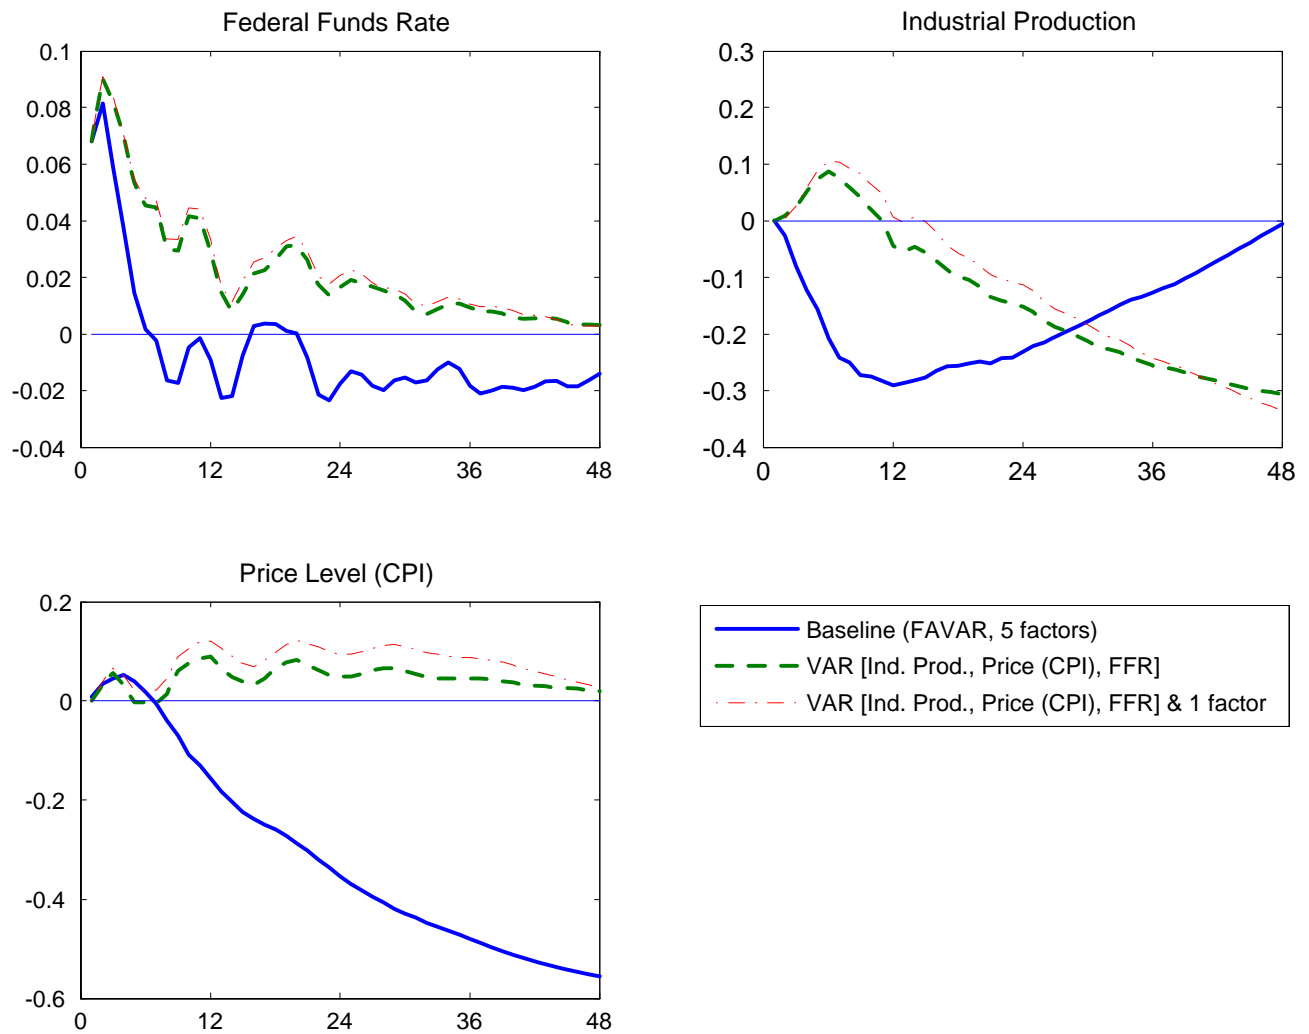 Federal Funds Rate
0.1
0.08
0.06
0.04
0.02
0
-0.02
-0.04
0 12 24 36 48
Industrial Production
0.3
0.2
0.1
0
-0.1
-0.2
-0.3
-0.4
0 12 24 36 48
Price Level (CPI)
0.2
0
-0.2
-0.4
-0.6
0 12 24 36 48
Baseline (FAVAR, 5 factors)
VAR [Ind. Prod., Price (CPI), FFR]
VAR [Ind. Prod., Price (CPI), FFR] & 1 factor